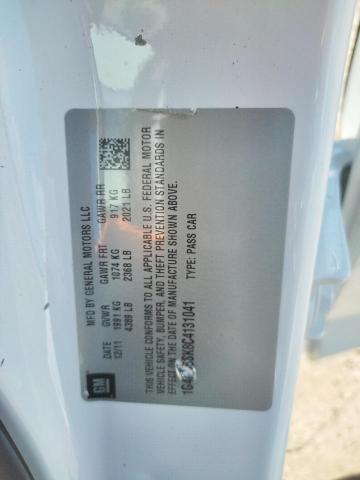 MFD BY GENERAL MOTORS LLC
DATE GVWR GAWR FRT GAWR RR
12/11 1991 KG 1074 KG 917 KG
4389 LB 2368 LB 2021 LB
THIS VEHICLE CONFORMS TO ALL APPLICABLE U.S. FEDERAL MOTOR
VEHICLE SAFETY, BUMPER, AND THEFT PREVENTION STANDARDS IN
EFFECT ON THE DATE OF MANUFACTURE SHOWN ABOVE.
TYPE: PASS CAR
GM